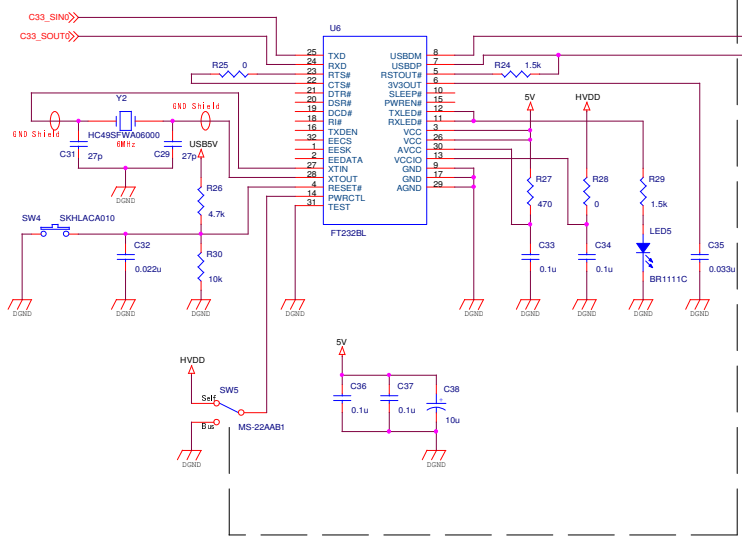 C33_SIN0
C33_SOUT0
U6
FT232BL
25 TXD
24 RXD
23 RTS#
22 CTS#
21 DTR#
20 DSR#
19 DCD#
18 RI#
16 TXDEN
32 EECS
1 EESK
2 EEDATA
27 XTIN
28 XTOUT
4 RESET#
14 PWRCTL
31 TEST
USBDM 8
USBDP 7
RSTOUT# 5
3V3OUT 6
SLEEP# 10
PWREN# 15
TXLED# 12
RXLED# 11
VCC 3
VCC 26
AVCC 30
VCCIO 13
GND 9
GND 17
AGND 29
R25 0
R24 1.5k
Y2
GND Shield
GND Shield
HC49SFWA06000
6MHz
C31 27p
C29 27p
DGND
USB5V
R26
4.7k
SW4 SKHLACA010
C32
0.022u
R30
10k
5V
HVDD
R27
470
R28
0
R29
1.5k
LED5
BR1111C
C33
0.1u
C34
0.1u
C35
0.033u
DGND
DGND
DGND
DGND
DGND
DGND
DGND
DGND
DGND
HVDD
SW5
Self
Bus
MS-22AAB1
DGND
5V
C36
0.1u
C37
0.1u
C38
+
10u
DGND